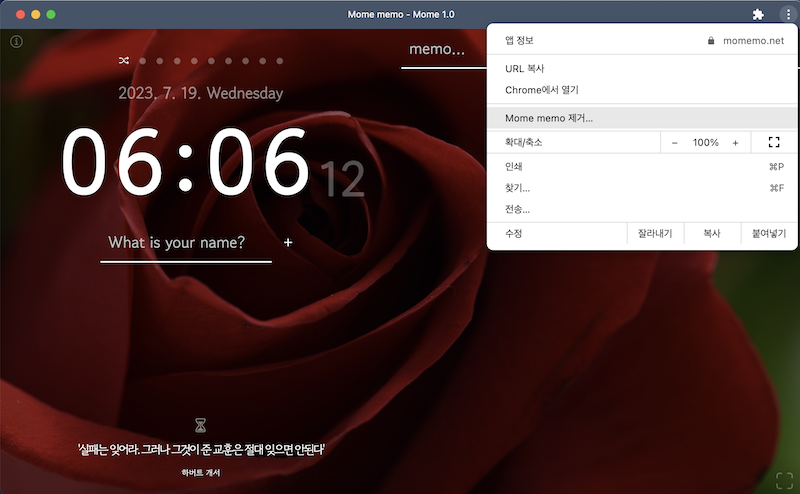 Mome memo - Mome 1.0
memo...
2023. 7. 19. Wednesday
06:06 12
What is your name? +
'실패는 잊어라. 그러나 그것이 준 교훈은 절대 잊으면 안된다'
하버트 개서
앱 정보 momemo.net
URL 복사
Chrome에서 열기
Mome memo 제거...
확대/축소 − 100% +
인쇄 ⌘P
찾기... ⌘F
전송...
수정 잘라내기 복사 붙여넣기